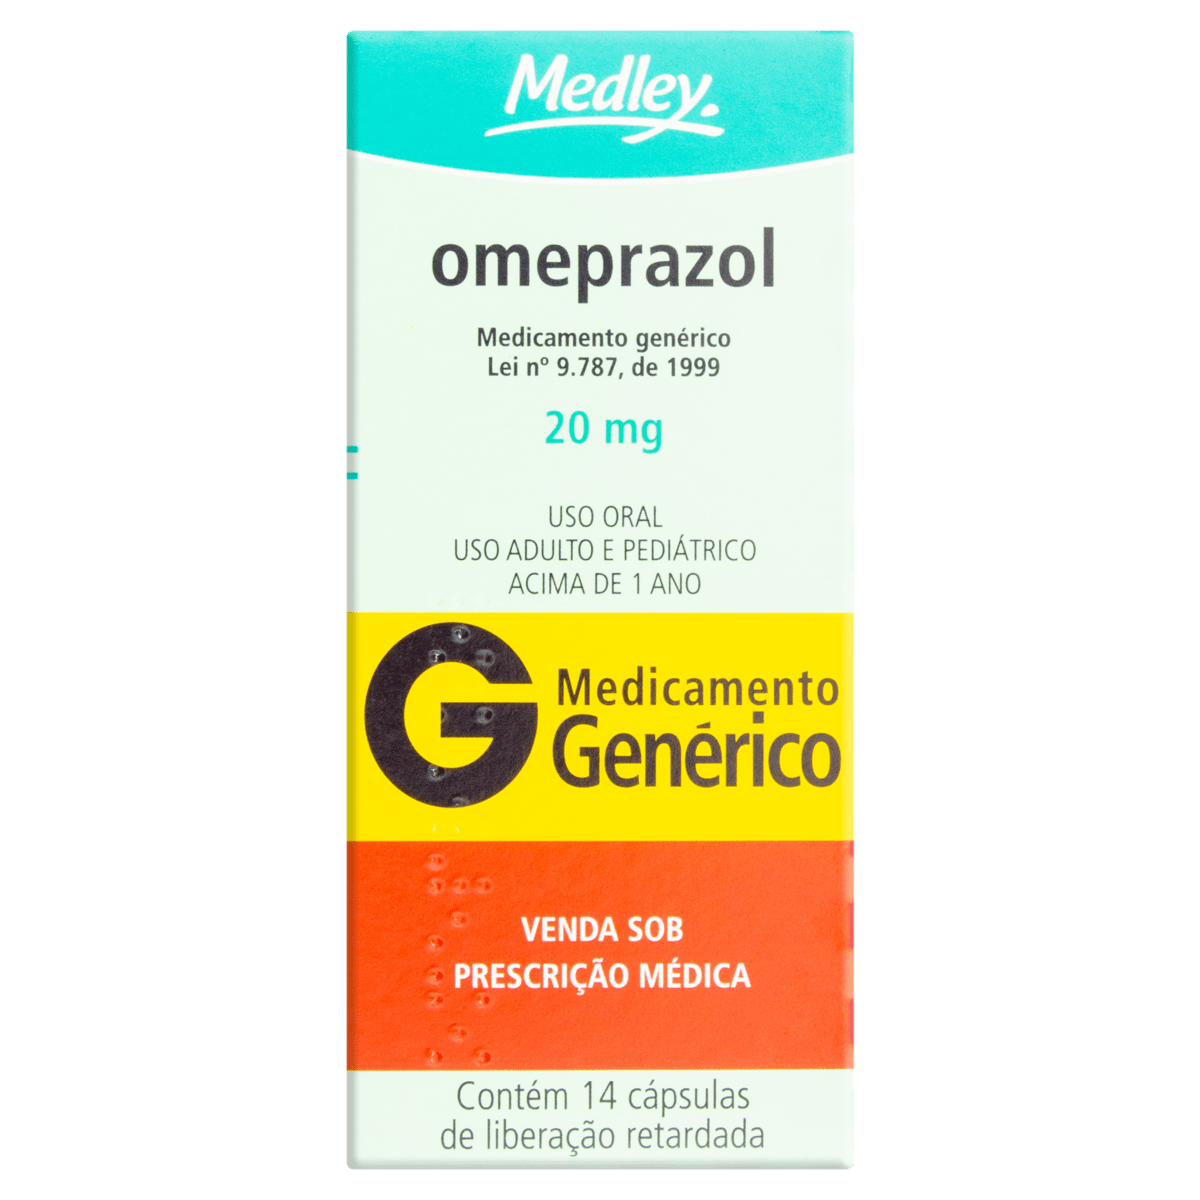 Medley.
omeprazol
Medicamento genérico
Lei nº 9.787, de 1999
20 mg
USO ORAL
USO ADULTO E PEDIÁTRICO
ACIMA DE 1 ANO
G
Medicamento
Genérico
VENDA SOB
PRESCRIÇÃO MÉDICA
Contém 14 cápsulas
de liberação retardada